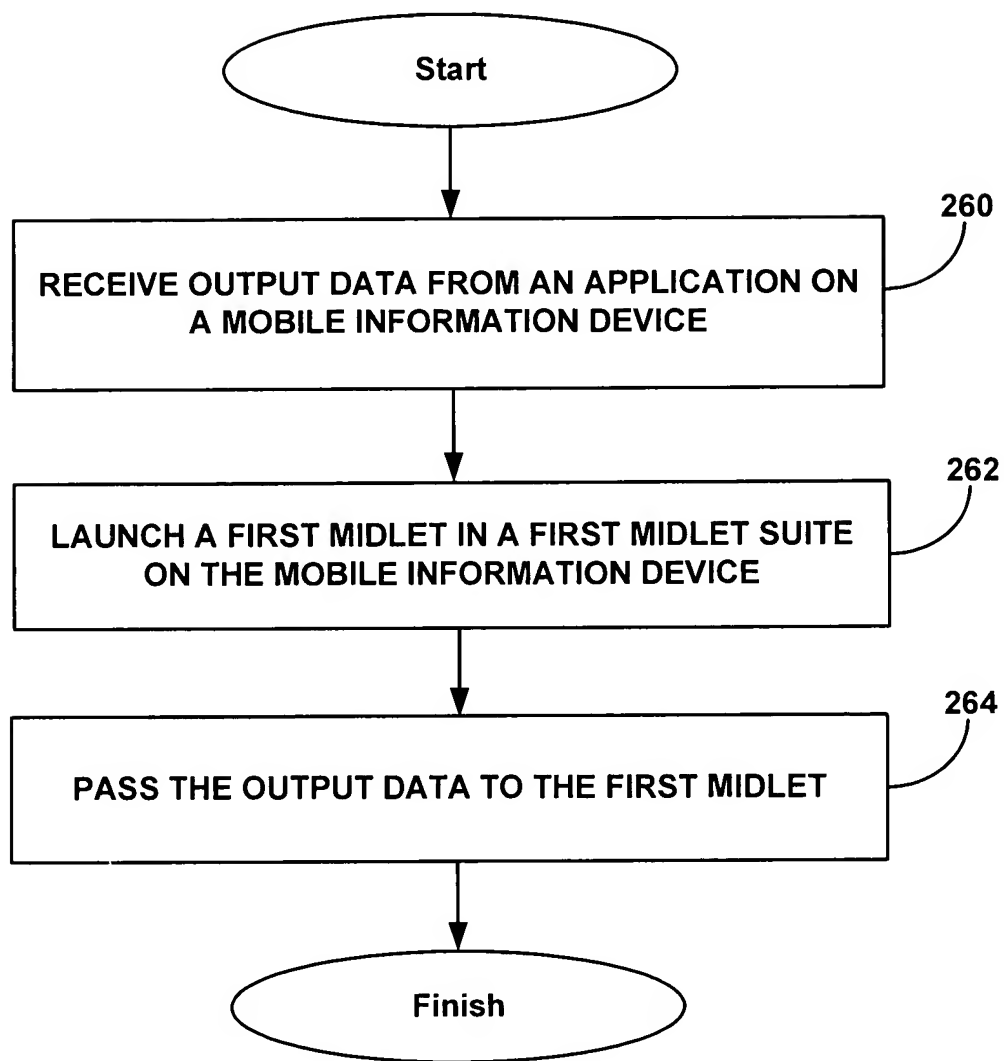 Start
260
RECEIVE OUTPUT DATA FROM AN APPLICATION ON
A MOBILE INFORMATION DEVICE
262
LAUNCH A FIRST MIDLET IN A FIRST MIDLET SUITE
ON THE MOBILE INFORMATION DEVICE
264
PASS THE OUTPUT DATA TO THE FIRST MIDLET
Finish